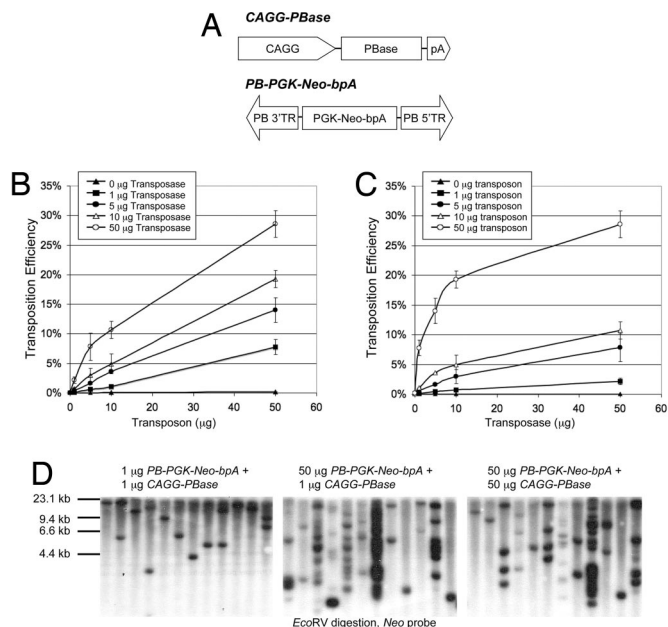 A
CAGG-PBase
CAGG
PBase
pA
PB-PGK-Neo-bpA
PB 3'TR
PGK-Neo-bpA
PB 5'TR
B
35%
30%
25%
20%
15%
10%
5%
0%
Transposition Efficiency
0 µg Transposase
1 µg Transposase
5 µg Transposase
10 µg Transposase
50 µg Transposase
0
10
20
30
40
50
60
Transposon (µg)
C
35%
30%
25%
20%
15%
10%
5%
0%
Transposition Efficiency
0 µg transposon
1 µg transposon
5 µg transposon
10 µg transposon
50 µg transposon
0
10
20
30
40
50
60
Transposase (µg)
D
1 µg PB-PGK-Neo-bpA +
1 µg CAGG-PBase
50 µg PB-PGK-Neo-bpA +
1 µg CAGG-PBase
50 µg PB-PGK-Neo-bpA +
50 µg CAGG-PBase
23.1 kb
9.4 kb
6.6 kb
4.4 kb
EcoRV digestion, Neo probe